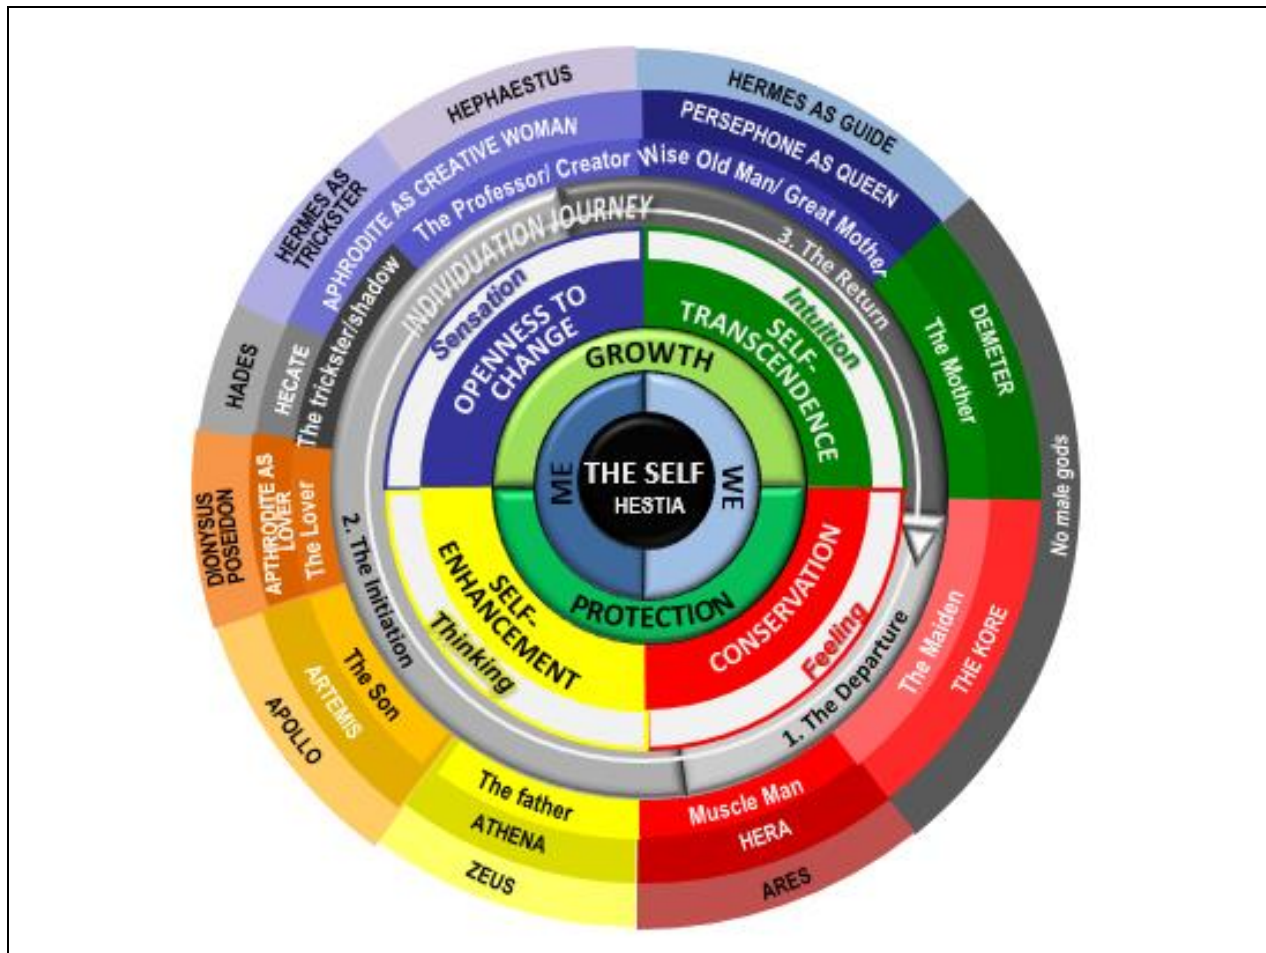 HEPHAESTUS
HERMES AS GUIDE
APHRODITE AS CREATIVE WOMAN
PERSEPHONE AS QUEEN
The Professor/ Creator
Wise Old Man/ Great Mother
HERMES AS
TRICKSTER
INDIVIDUATION JOURNEY
3. The Return
Sensation
Intuition
OPENNESS TO
CHANGE
SELF-
TRANSCENDENCE
DEMETER
The Mother
HADES
HECATE
The trickster/shadow
GROWTH
ME
THE SELF
HESTIA
WE
No male gods
DIONYSUS
POSEIDON
APTHRODITE AS
LOVER
The Lover
2. The Initiation
PROTECTION
SELF-
ENHANCEMENT
Thinking
CONSERVATION
Feeling
1. The Departure
The Maiden
THE KORE
The Son
ARTEMIS
APOLLO
The father
ATHENA
ZEUS
Muscle Man
HERA
ARES